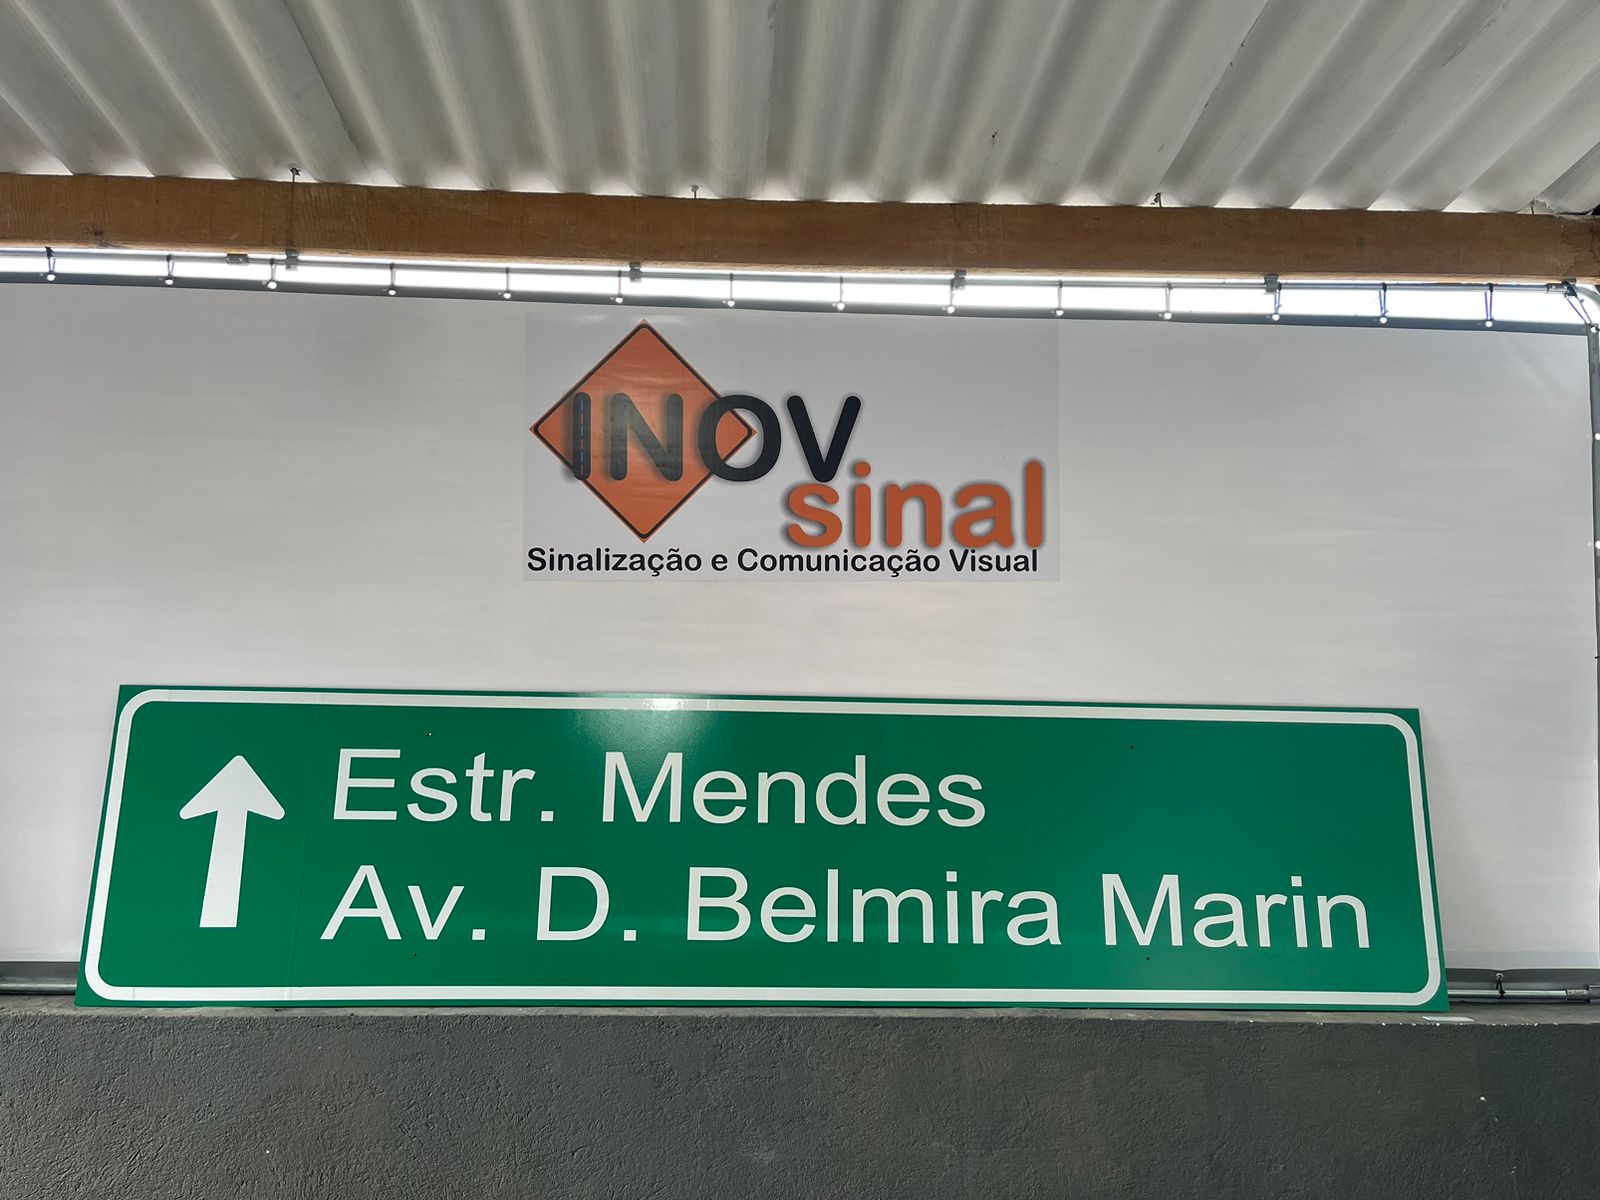 INOV
sinal
Sinalização e Comunicação Visual
Estr. Mendes
Av. D. Belmira Marin